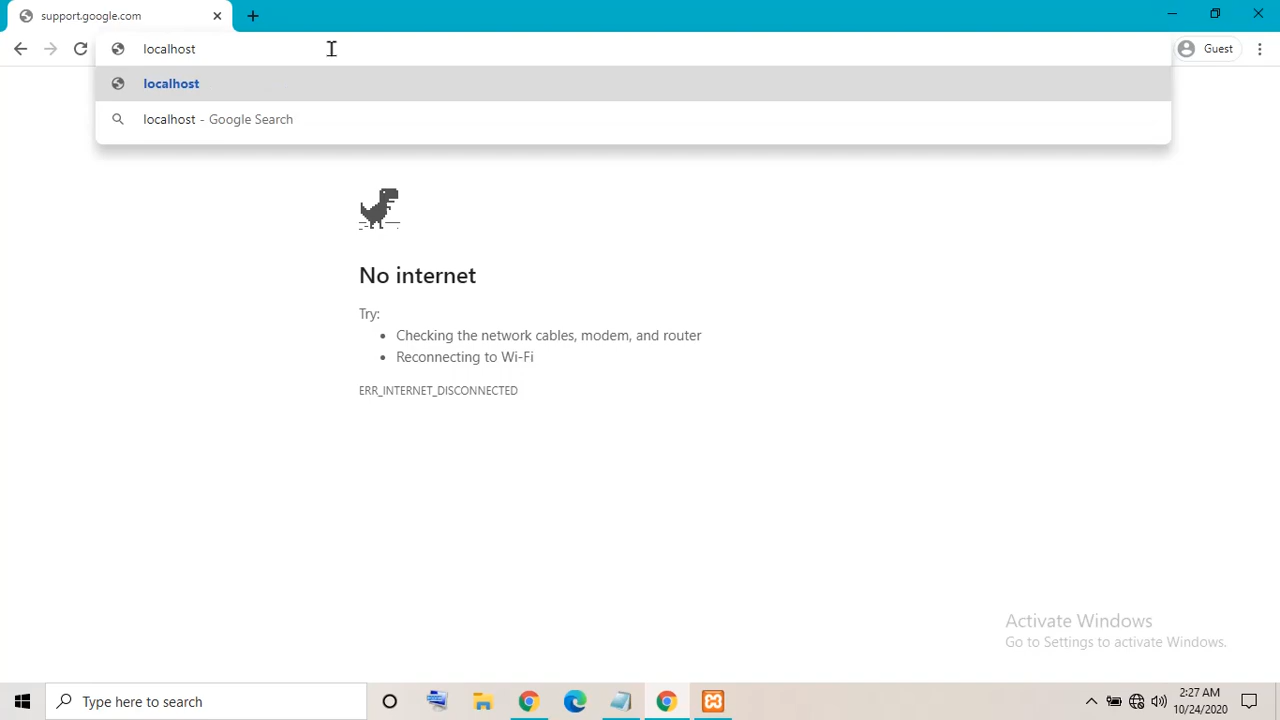 support.google.com
localhost
Guest
localhost
localhost - Google Search
No internet
Try:
Checking the network cables, modem, and router
Reconnecting to Wi-Fi
ERR_INTERNET_DISCONNECTED
Activate Windows
Go to Settings to activate Windows.
Type here to search
2:27 AM
10/24/2020